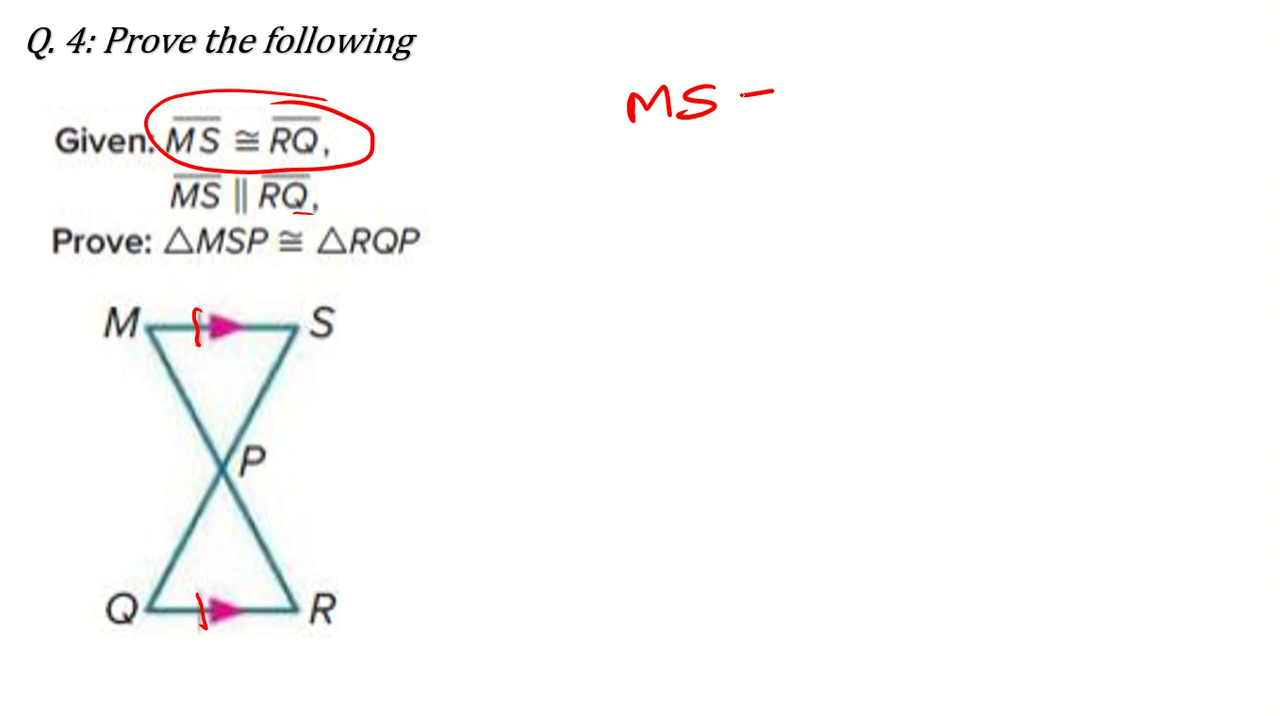 Q. 4: Prove the following
MS -
Given: MS ≅ RQ,
MS || RQ,
Prove: △MSP ≅ △RQP
M S
P
Q R